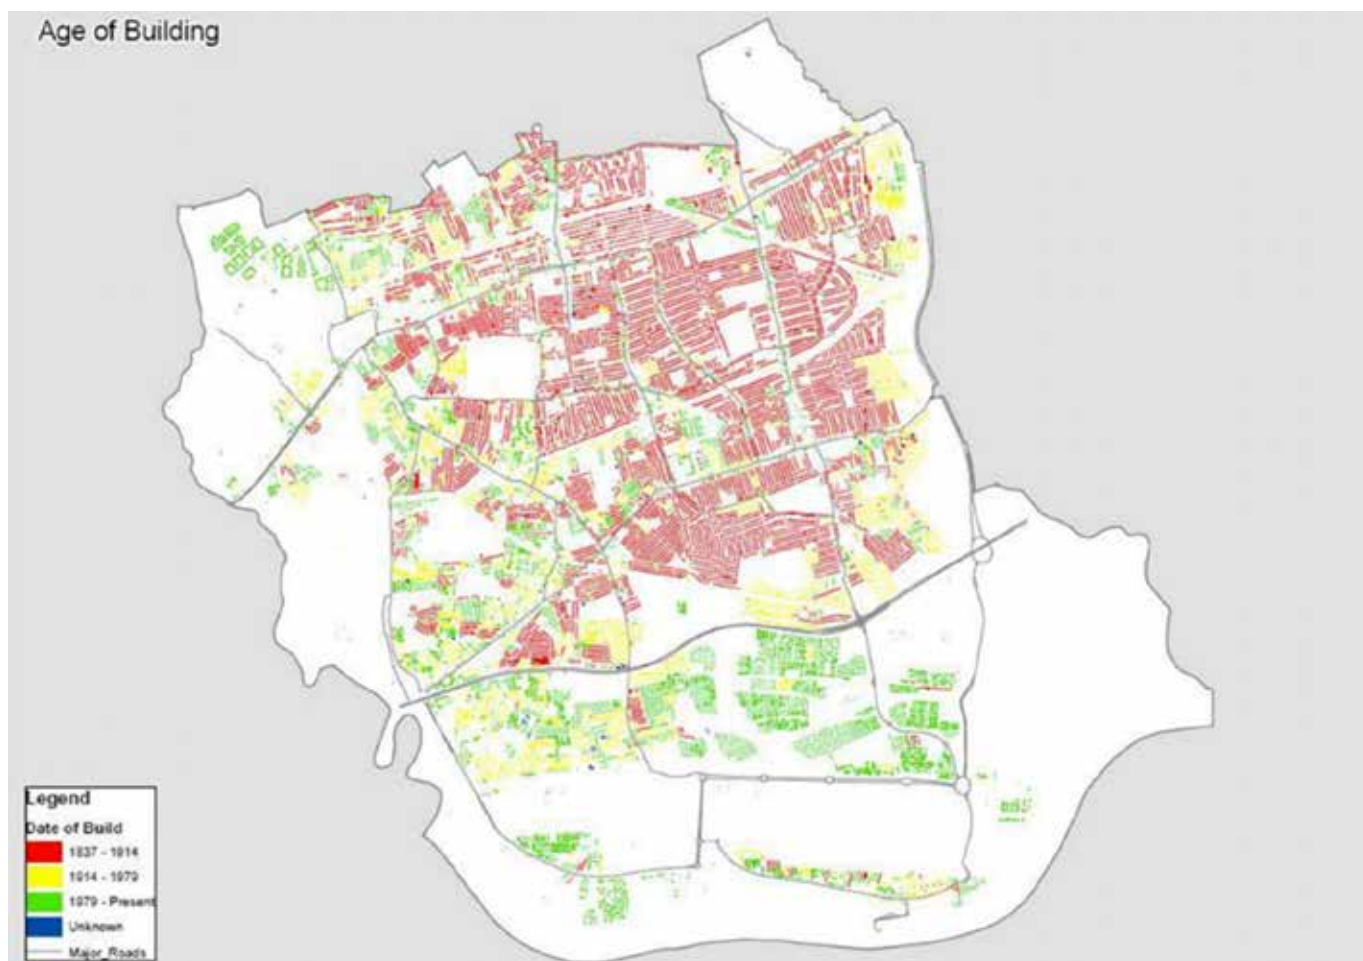 Age of Building
Legend
Date of Build
1837 - 1914
1914 - 1979
1979 - Present
Unknown
Major_Roads